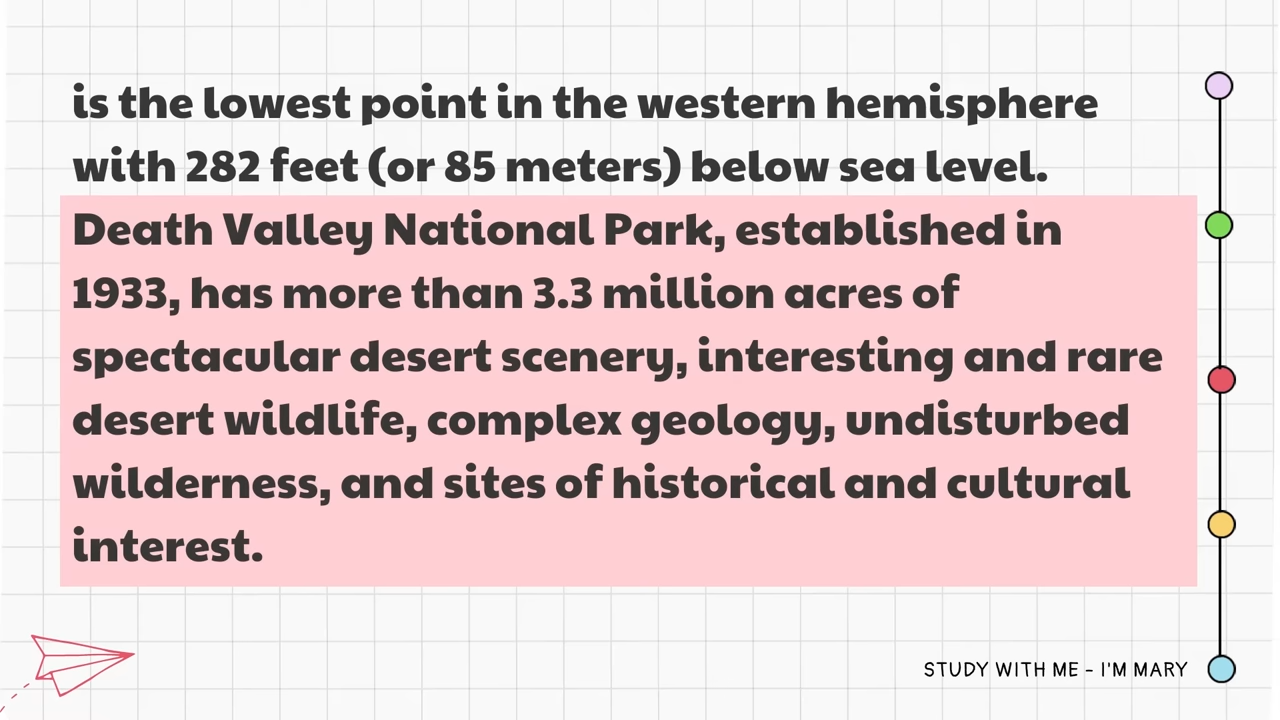 is the lowest point in the western hemisphere
with 282 feet (or 85 meters) below sea level.
Death Valley National Park, established in
1933, has more than 3.3 million acres of
spectacular desert scenery, interesting and rare
desert wildlife, complex geology, undisturbed
wilderness, and sites of historical and cultural
interest.
STUDY WITH ME - I'M MARY